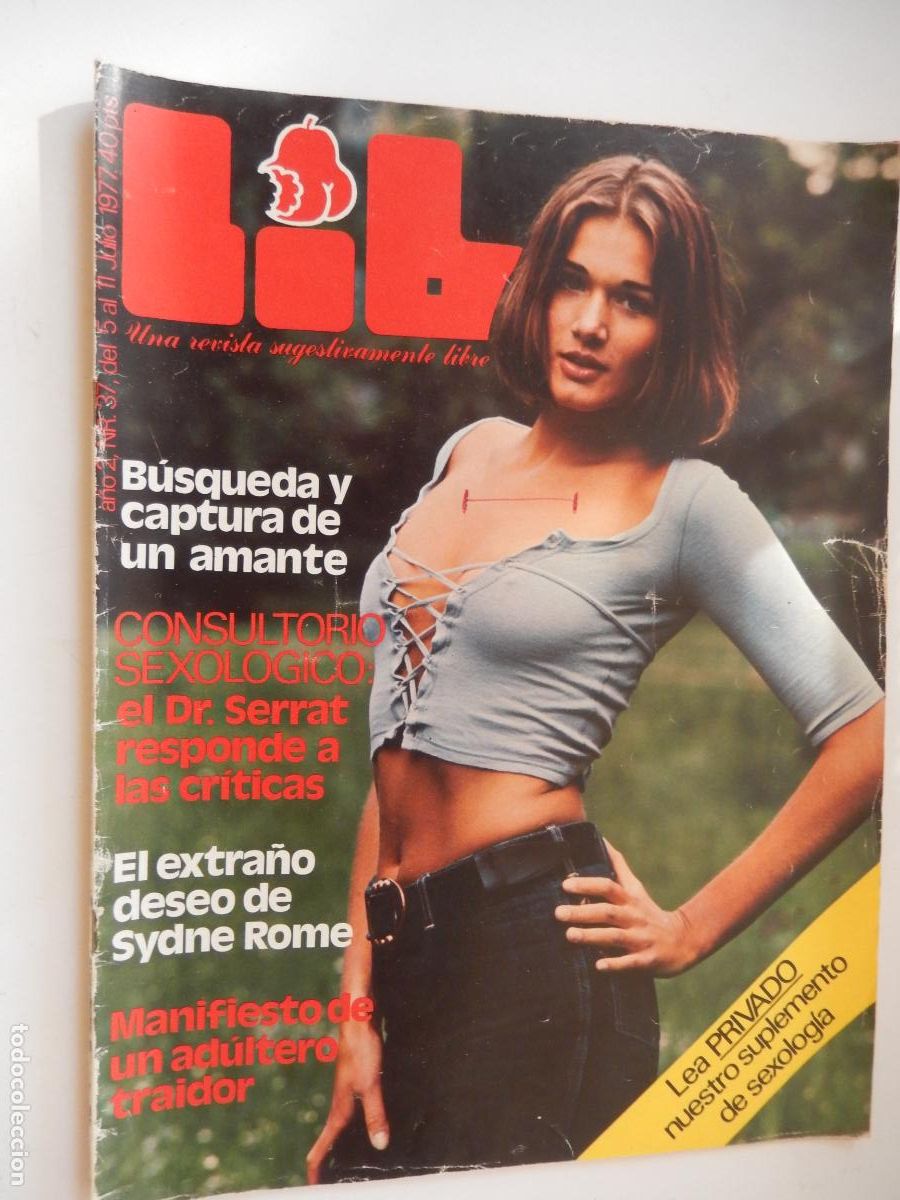 Lib
Una revista sugestivamente libre
año 2, NR. 37, del 5 al 11 Julio 1977. 40 pts
Búsqueda y
captura de
un amante
CONSULTORIO
SEXOLOGICO:
el Dr. Serrat
responde a
las críticas
El extraño
deseo de
Sydne Rome
Manifiesto de
un adúltero
traidor
Lea PRIVADO
nuestro suplemento
de sexología
todocoleccion